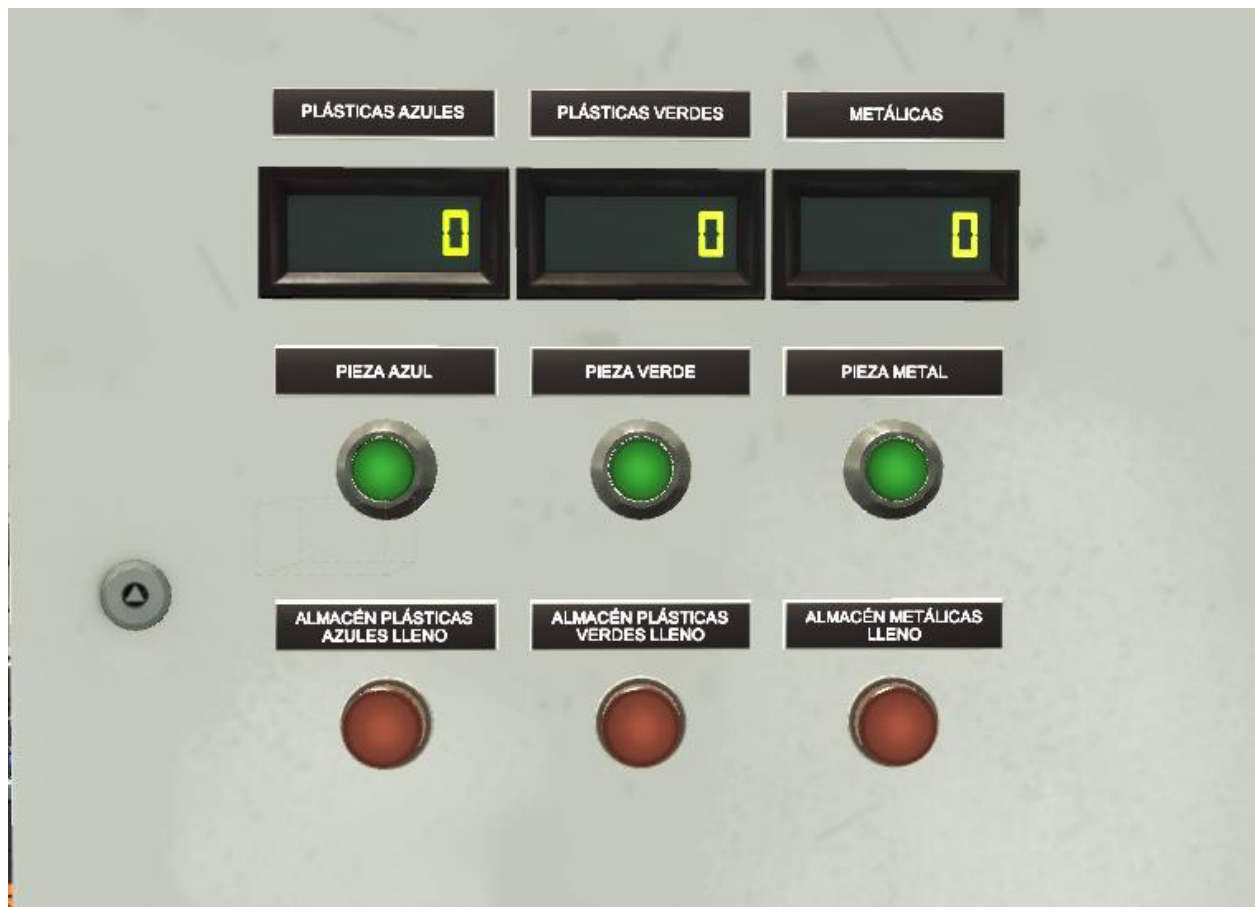 PLÁSTICAS AZULES
PLÁSTICAS VERDES
METÁLICAS
0
0
0
PIEZA AZUL
PIEZA VERDE
PIEZA METAL
ALMACÉN PLÁSTICAS
AZULES LLENO
ALMACÉN PLÁSTICAS
VERDES LLENO
ALMACÉN METÁLICAS
LLENO